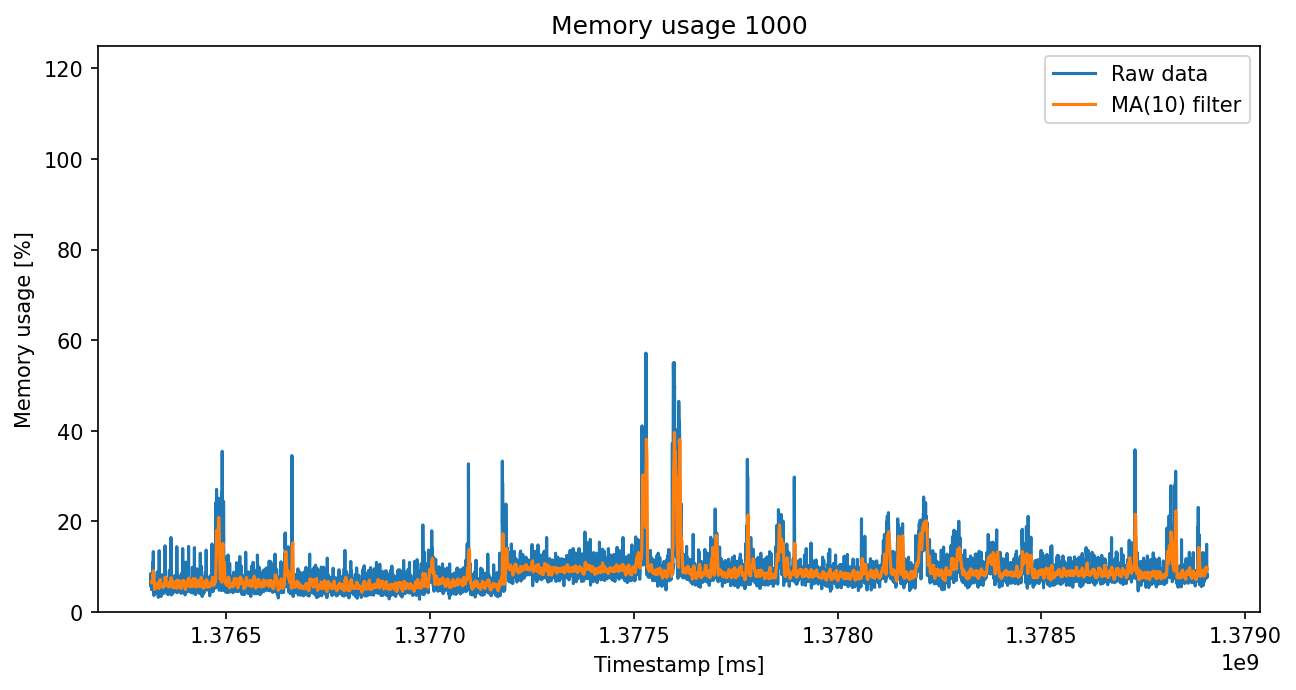 Memory usage 1000
Raw data
MA(10) filter
Memory usage [%]
120
100
80
60
40
20
0
1.3765 1.3770 1.3775 1.3780 1.3785 1.3790
1e9
Timestamp [ms]